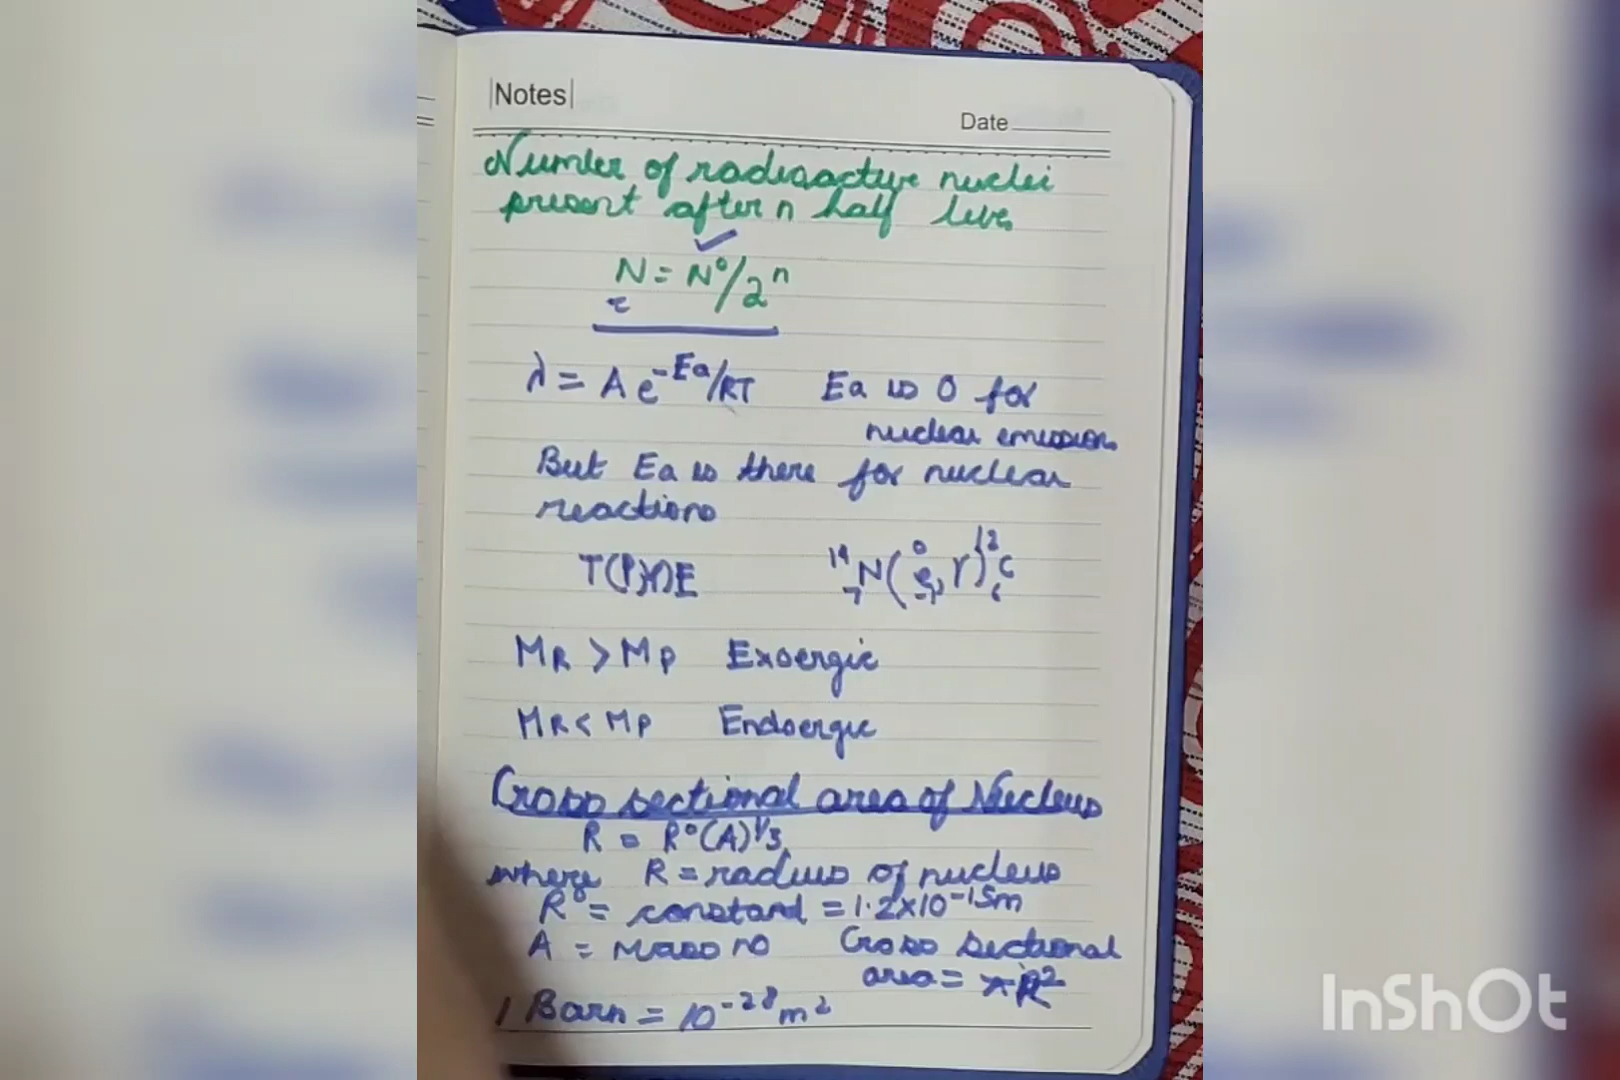 Notes
Date
Number of radioactive nuclei
present after n half lives
N = N°/2ⁿ
λ = A e^-Ea/RT Ea is 0 for
nuclear emission
But Ea is there for nuclear
reactions
T(P,Y)E ¹⁴₇N(⁰₋₁e, γ)¹²₆C
MR > MP Exoergic
MR < MP Endoergic
Cross sectional area of Nucleus
R = R°(A)^1/3
where R = radius of nucleus
R° = constant = 1.2x10^-15m
A = Mass no Cross sectional
area = πR²
1 Barn = 10^-28 m²
InShOt